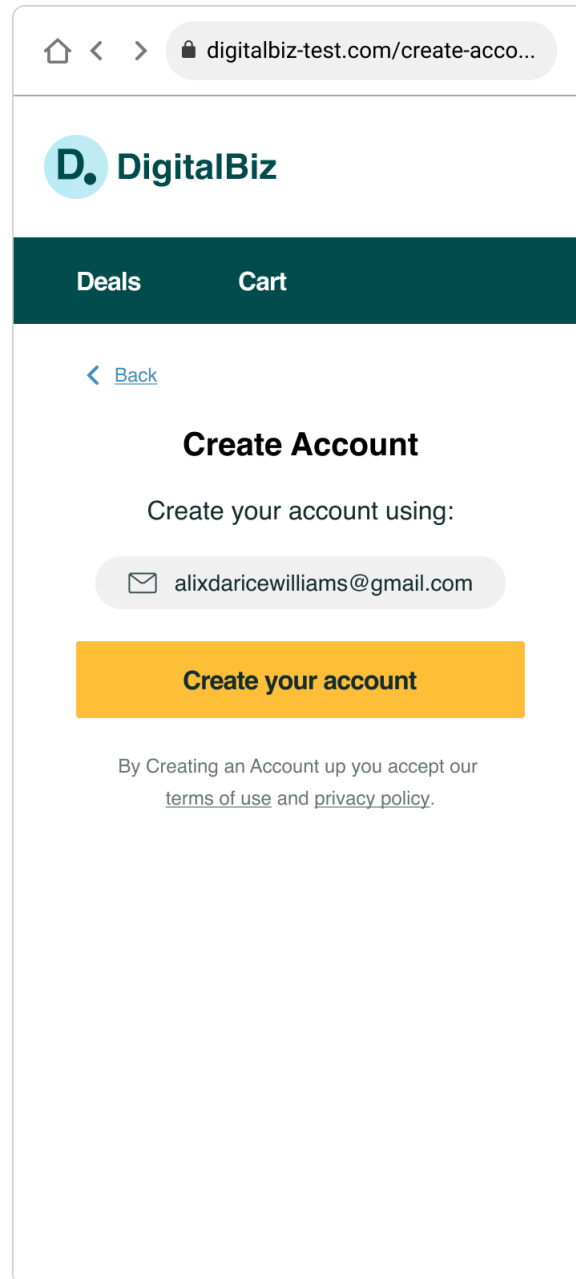 digitalbiz-test.com/create-acco...
D. DigitalBiz
Deals Cart
Back
Create Account
Create your account using:
alixdaricewilliams@gmail.com
Create your account
By Creating an Account up you accept our
terms of use and privacy policy.